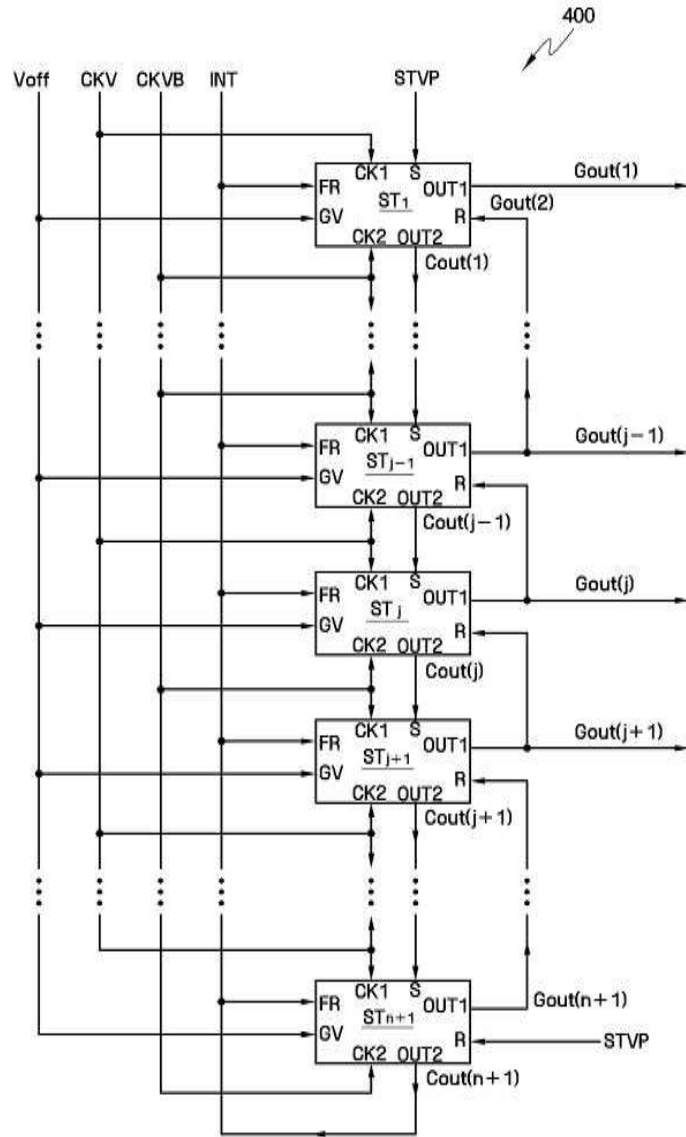 400
Voff CKV CKVB INT STVP
CK1 S
FR OUT1 Gout(1)
ST1
GV R Gout(2)
CK2 OUT2
Cout(1)
CK1 S
FR OUT1 Gout(j-1)
STj-1
GV R
CK2 OUT2
Cout(j-1)
CK1 S
FR OUT1 Gout(j)
STj
GV R
CK2 OUT2
Cout(j)
CK1 S
FR OUT1 Gout(j+1)
STj+1
GV R
CK2 OUT2
Cout(j+1)
CK1 S
FR OUT1 Gout(n+1)
STn+1
GV R STVP
CK2 OUT2
Cout(n+1)